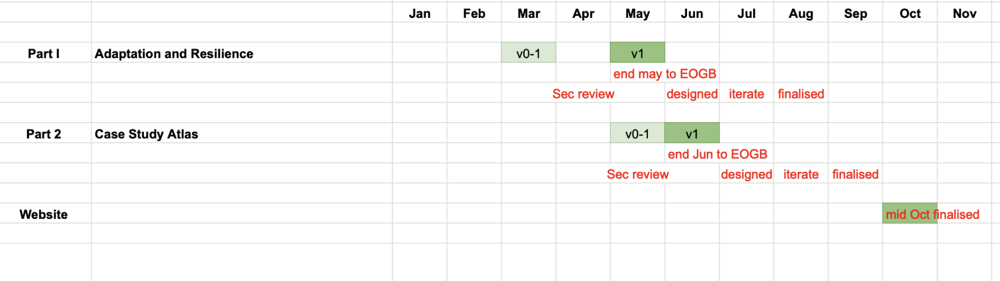 Jan Feb Mar Apr May Jun Jul Aug Sep Oct Nov
Part I Adaptation and Resilience v0-1 v1
end may to EOGB
Sec review designed iterate finalised
Part 2 Case Study Atlas v0-1 v1
end Jun to EOGB
Sec review designed iterate finalised
Website mid Oct finalised